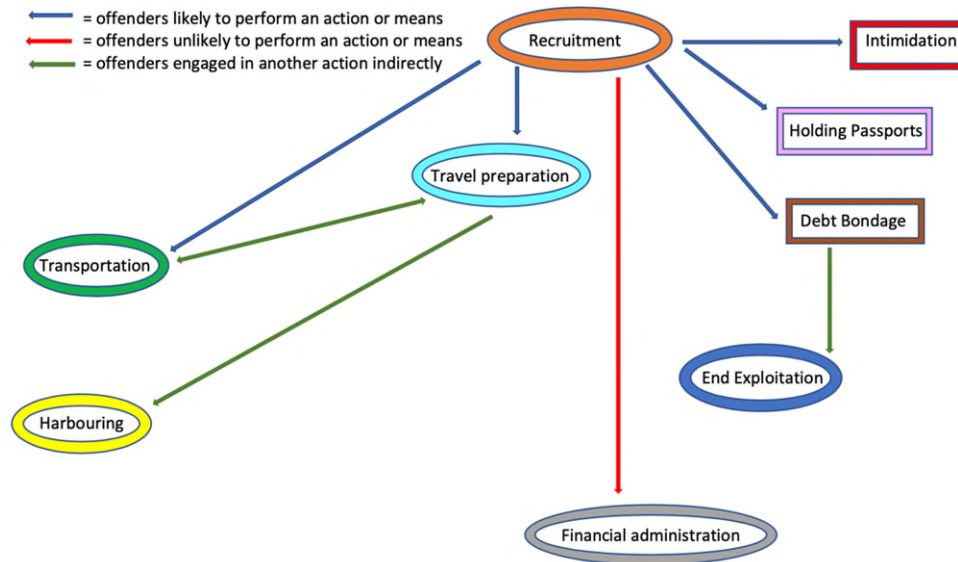 = offenders likely to perform an action or means
= offenders unlikely to perform an action or means
= offenders engaged in another action indirectly
Recruitment
Intimidation
Holding Passports
Travel preparation
Debt Bondage
Transportation
End Exploitation
Harbouring
Financial administration